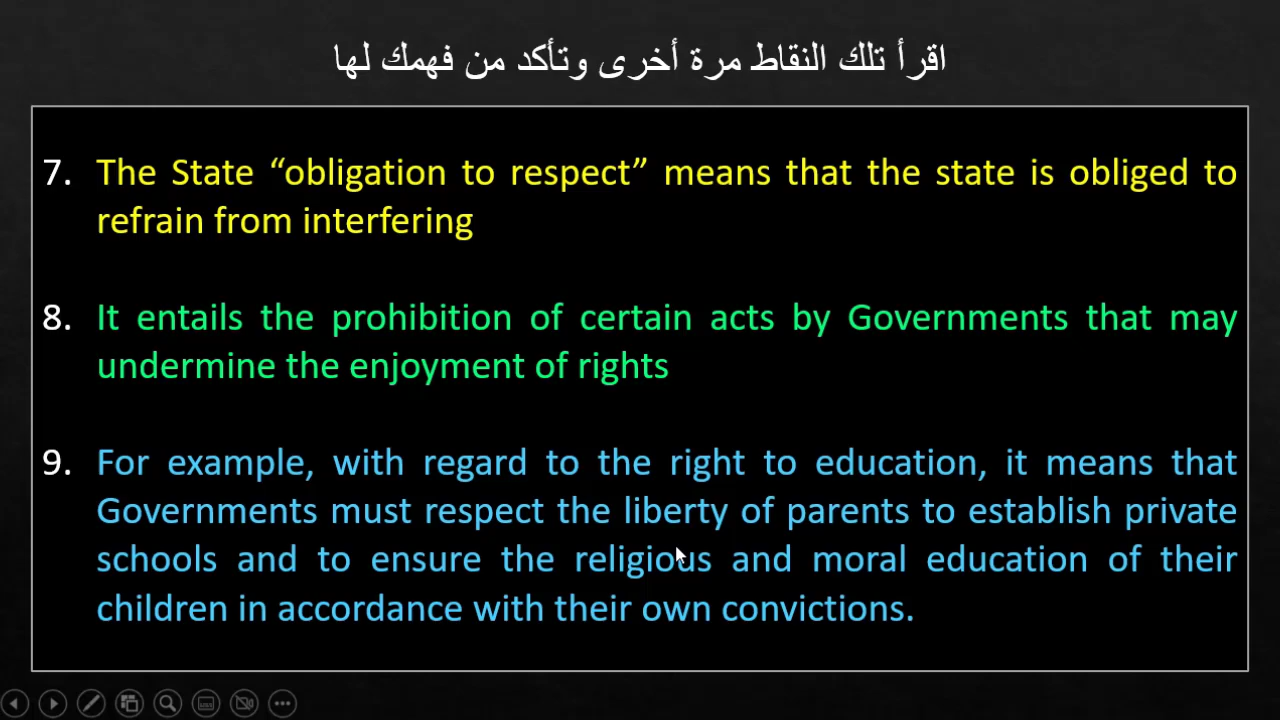 اقرأ تلك النقاط مرة أخرى وتأكد من فهمك لها
7. The State “obligation to respect” means that the state is obliged to
refrain from interfering
8. It entails the prohibition of certain acts by Governments that may
undermine the enjoyment of rights
9. For example, with regard to the right to education, it means that
Governments must respect the liberty of parents to establish private
schools and to ensure the religious and moral education of their
children in accordance with their own convictions.